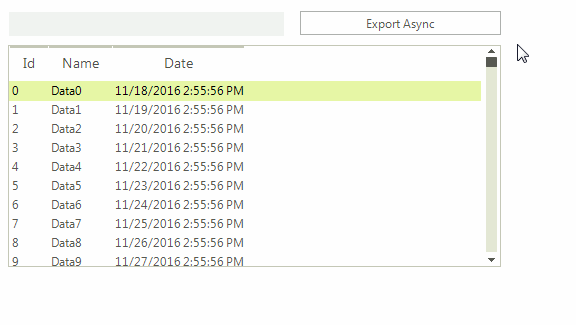 Export Async
Id Name Date
0 Data0 11/18/2016 2:55:56 PM
1 Data1 11/19/2016 2:55:56 PM
2 Data2 11/20/2016 2:55:56 PM
3 Data3 11/21/2016 2:55:56 PM
4 Data4 11/22/2016 2:55:56 PM
5 Data5 11/23/2016 2:55:56 PM
6 Data6 11/24/2016 2:55:56 PM
7 Data7 11/25/2016 2:55:56 PM
8 Data8 11/26/2016 2:55:56 PM
9 Data9 11/27/2016 2:55:56 PM